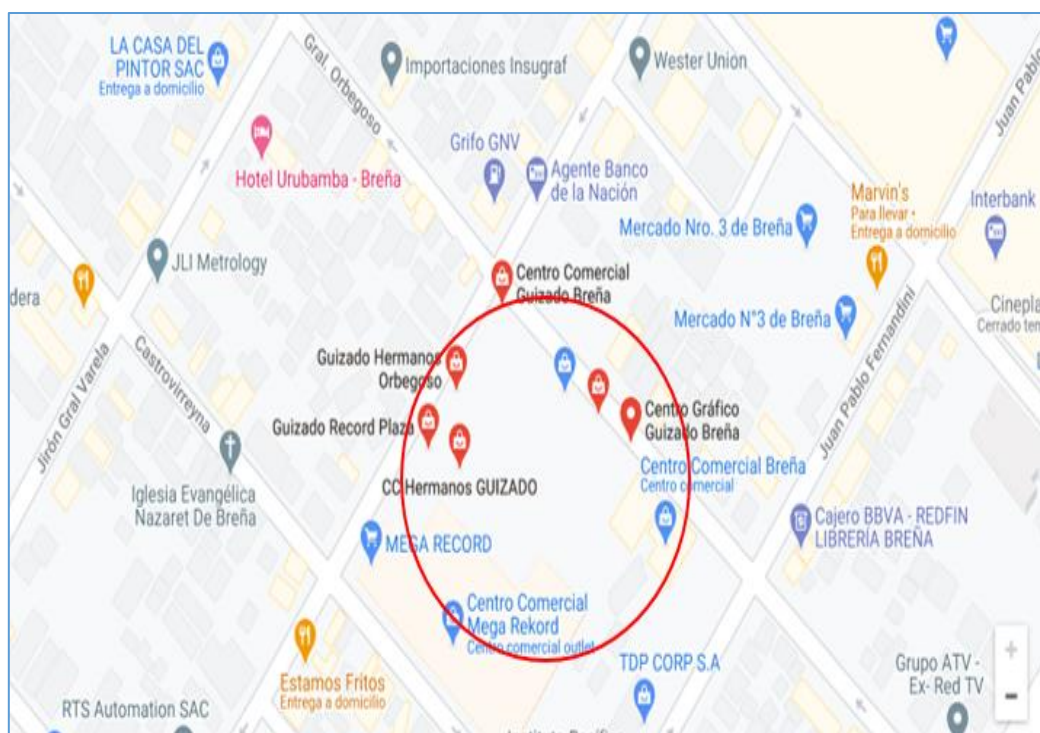 LA CASA DEL
PINTOR SAC
Entrega a domicilio
Gral. Orbegoso
Importaciones Insugraf
Wester Union
Juan Pablo
Hotel Urubamba - Breña
Grifo GNV
Agente Banco
de la Nación
Marvin's
Para llevar •
Entrega a domicilio
Interbank
Mercado Nro. 3 de Breña
JLI Metrology
dera
Centro Comercial
Guizado Breña
Mercado N°3 de Breña
Cinepla
Cerrado tem
Guizado Hermanos
Orbegoso
Jirón Gral Varela
Castrovirreyna
Juan Pablo Fernandini
Guizado Record Plaza
Centro Gráfico
Guizado Breña
CC Hermanos GUIZADO
Centro Comercial Breña
Centro comercial
Iglesia Evangélica
Nazaret De Breña
Cajero BBVA - REDFIN
LIBRERÍA BREÑA
MEGA RECORD
Centro Comercial
Mega Rekord
Centro comercial outlet
TDP CORP S.A
Estamos Fritos
Entrega a domicilio
Grupo ATV -
Ex- Red TV
RTS Automation SAC